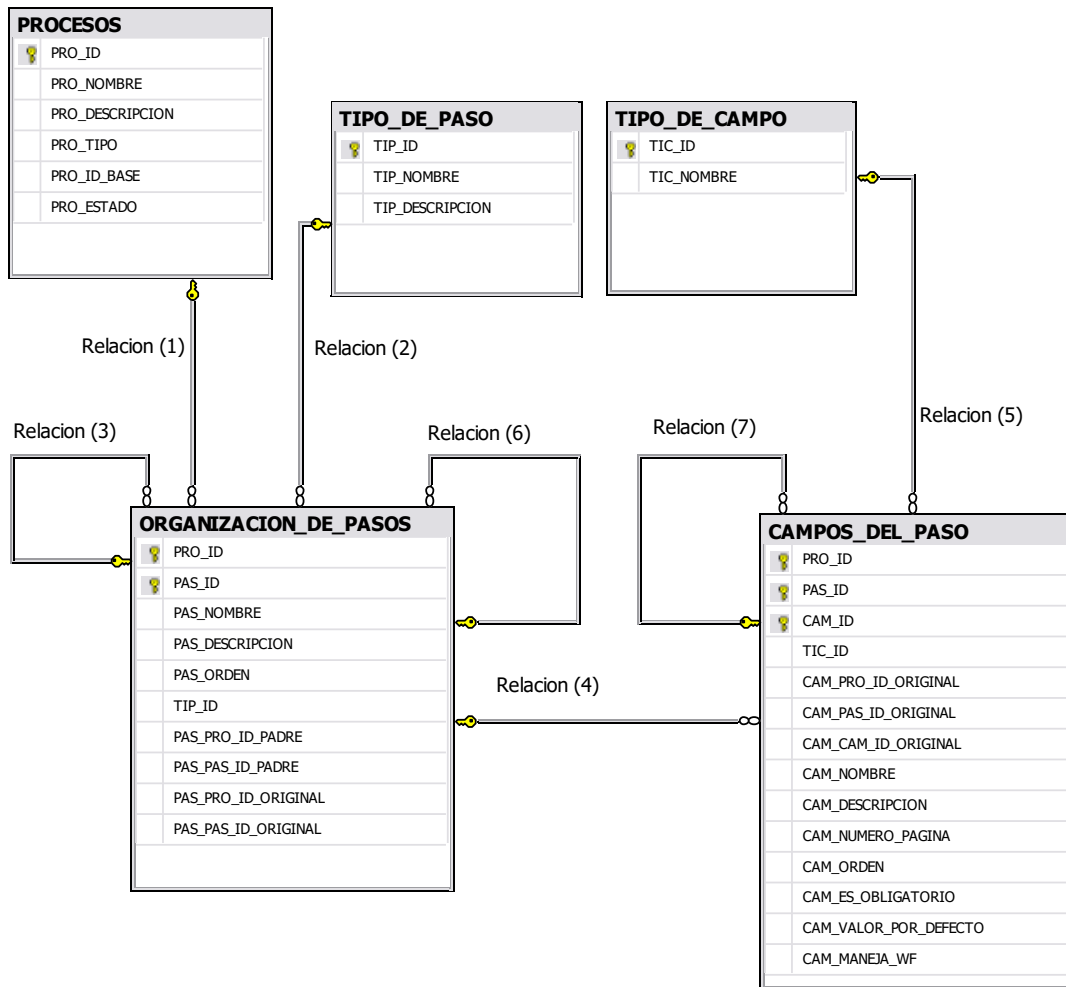 PROCESOS
PRO_ID
PRO_NOMBRE
PRO_DESCRIPCION
PRO_TIPO
PRO_ID_BASE
PRO_ESTADO
TIPO_DE_PASO
TIP_ID
TIP_NOMBRE
TIP_DESCRIPCION
TIPO_DE_CAMPO
TIC_ID
TIC_NOMBRE
Relacion (1)
Relacion (2)
Relacion (3)
Relacion (6)
Relacion (7)
Relacion (5)
ORGANIZACION_DE_PASOS
PRO_ID
PAS_ID
PAS_NOMBRE
PAS_DESCRIPCION
PAS_ORDEN
TIP_ID
PAS_PRO_ID_PADRE
PAS_PAS_ID_PADRE
PAS_PRO_ID_ORIGINAL
PAS_PAS_ID_ORIGINAL
Relacion (4)
CAMPOS_DEL_PASO
PRO_ID
PAS_ID
CAM_ID
TIC_ID
CAM_PRO_ID_ORIGINAL
CAM_PAS_ID_ORIGINAL
CAM_CAM_ID_ORIGINAL
CAM_NOMBRE
CAM_DESCRIPCION
CAM_NUMERO_PAGINA
CAM_ORDEN
CAM_ES_OBLIGATORIO
CAM_VALOR_POR_DEFECTO
CAM_MANEJA_WF